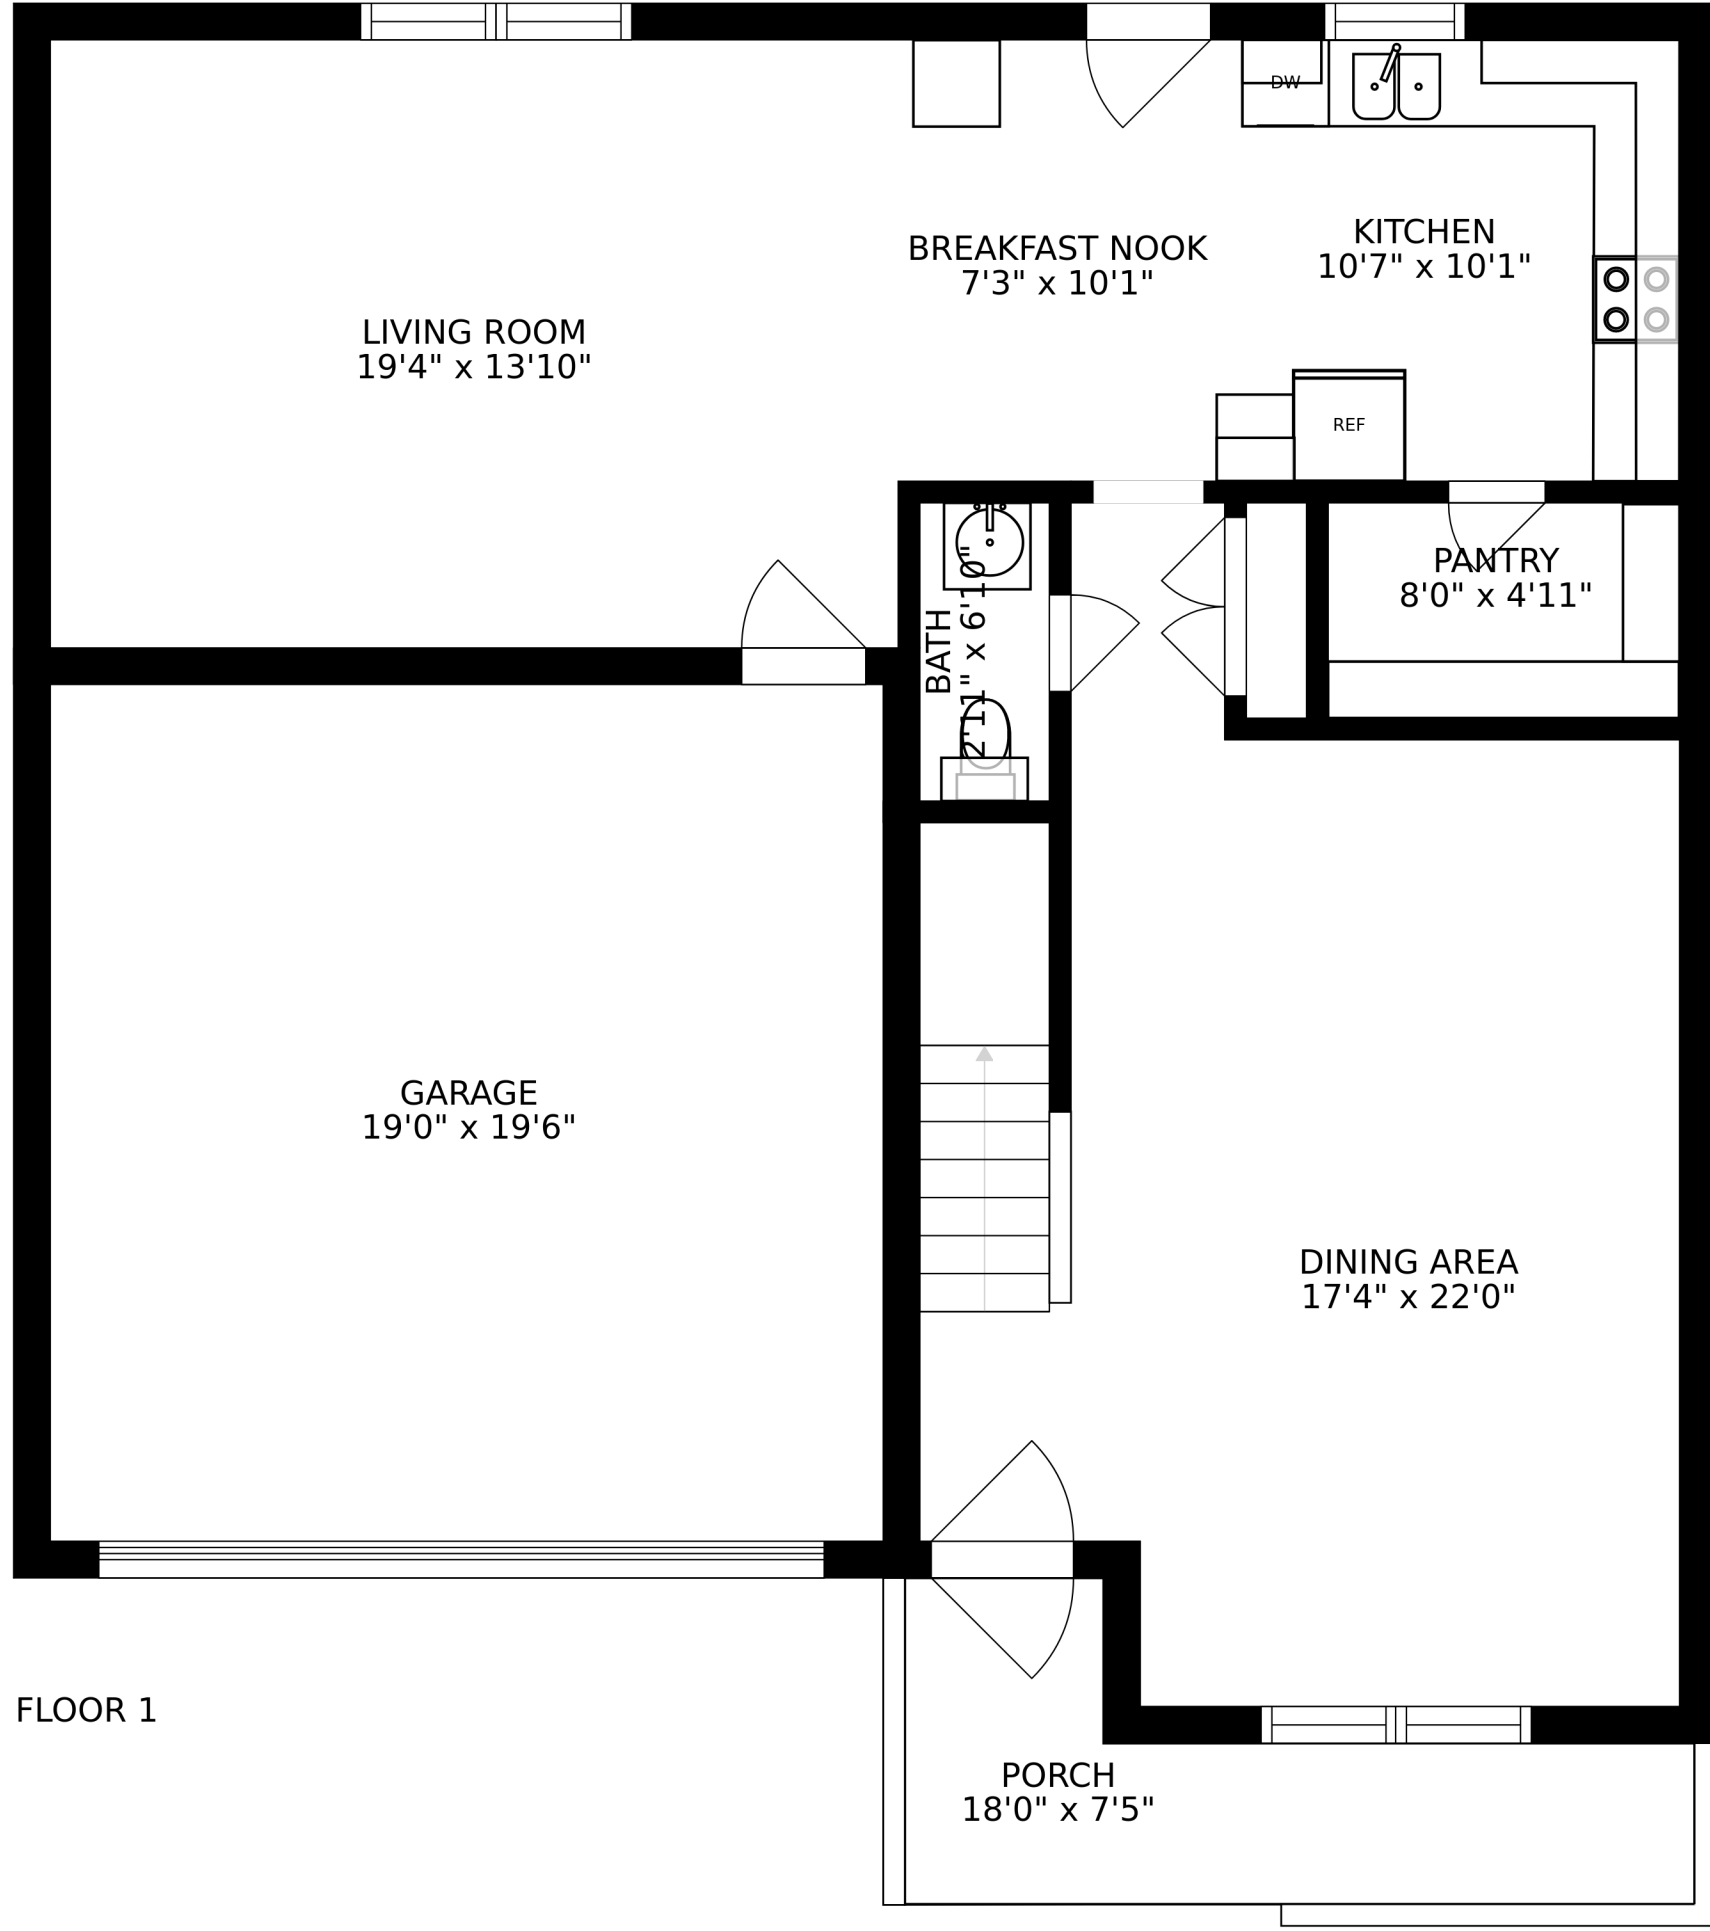 DW
KITCHEN
10'7" x 10'1"
BREAKFAST NOOK
7'3" x 10'1"
LIVING ROOM
19'4" x 13'10"
REF
PANTRY
8'0" x 4'11"
BATH
2'11" x 6'10"
GARAGE
19'0" x 19'6"
DINING AREA
17'4" x 22'0"
FLOOR 1
PORCH
18'0" x 7'5"